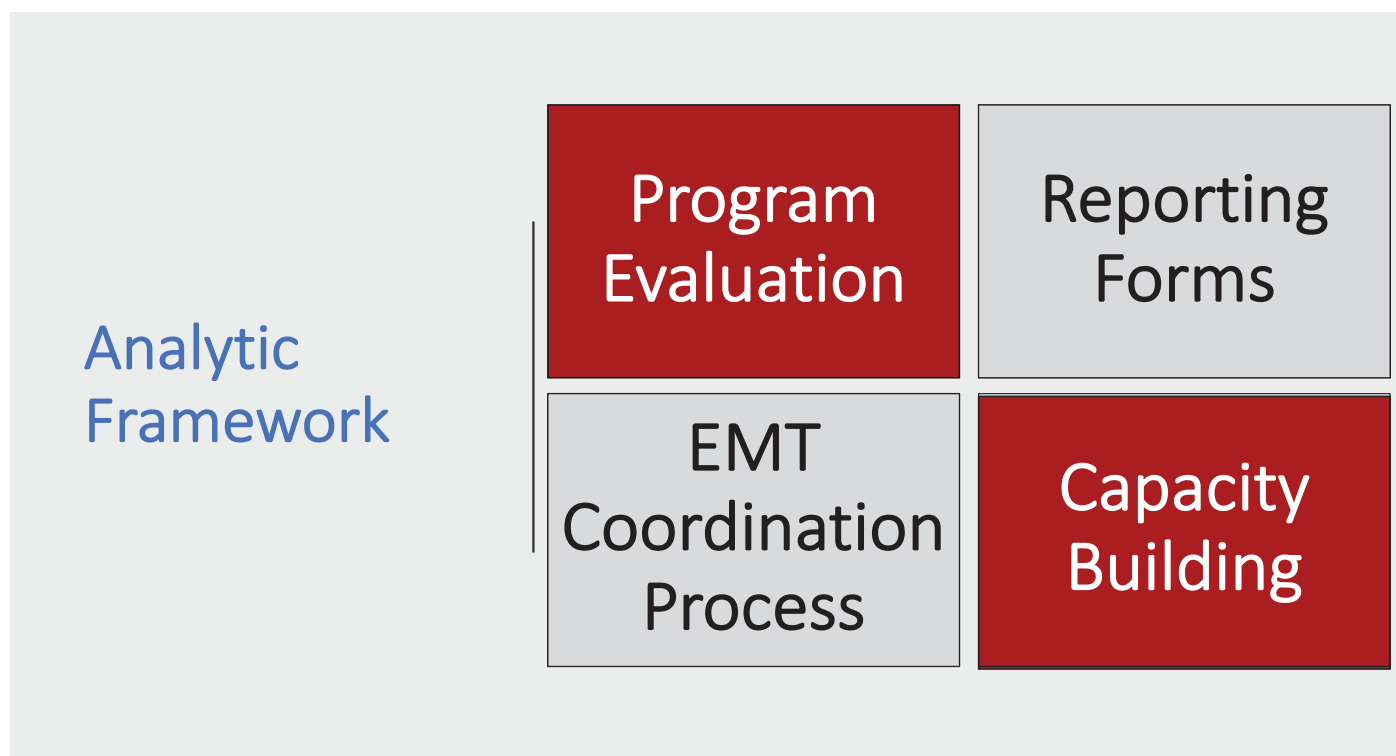 Analytic
Framework
Program
Evaluation
Reporting
Forms
EMT
Coordination
Process
Capacity
Building